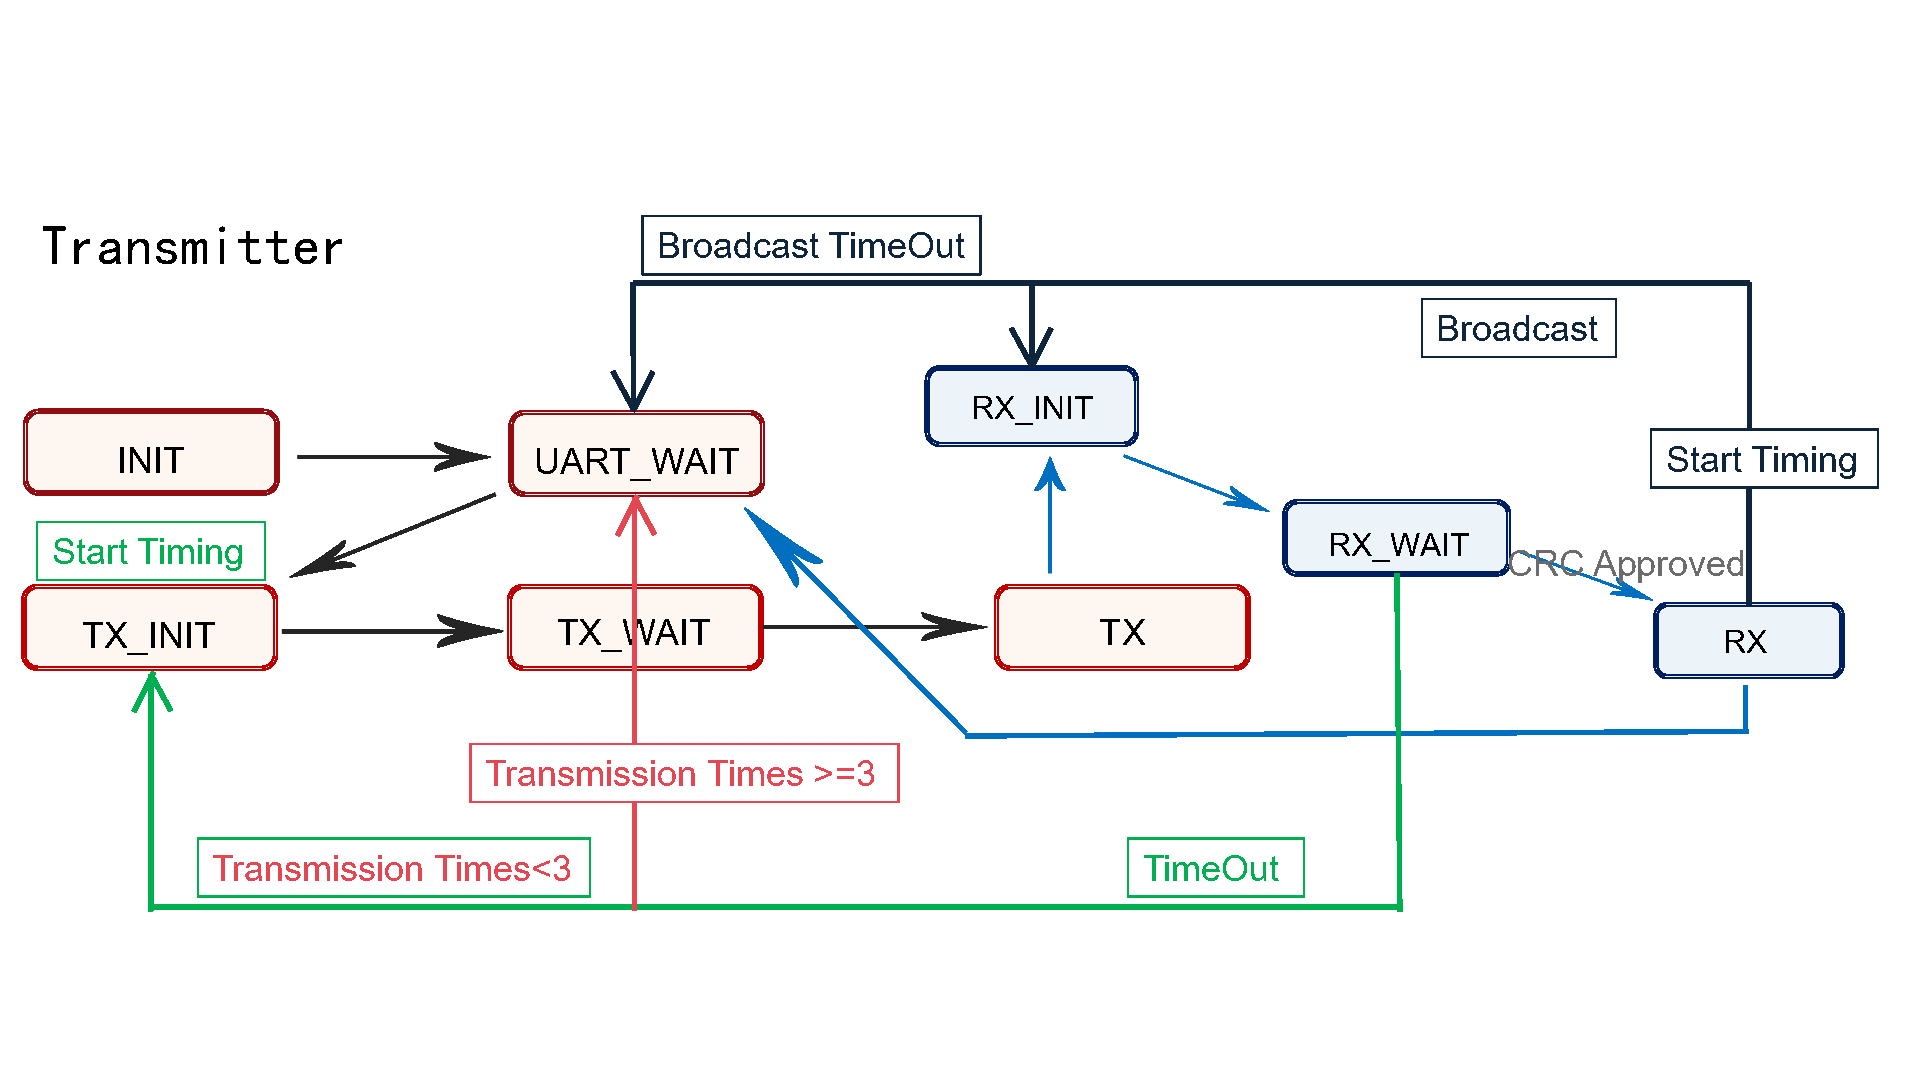 Transmitter
Broadcast TimeOut
Broadcast
RX_INIT
INIT
UART_WAIT
Start Timing
Start Timing
RX_WAIT
CRC Approved
TX_INIT
TX_WAIT
TX
RX
Transmission Times >=3
Transmission Times<3
TimeOut